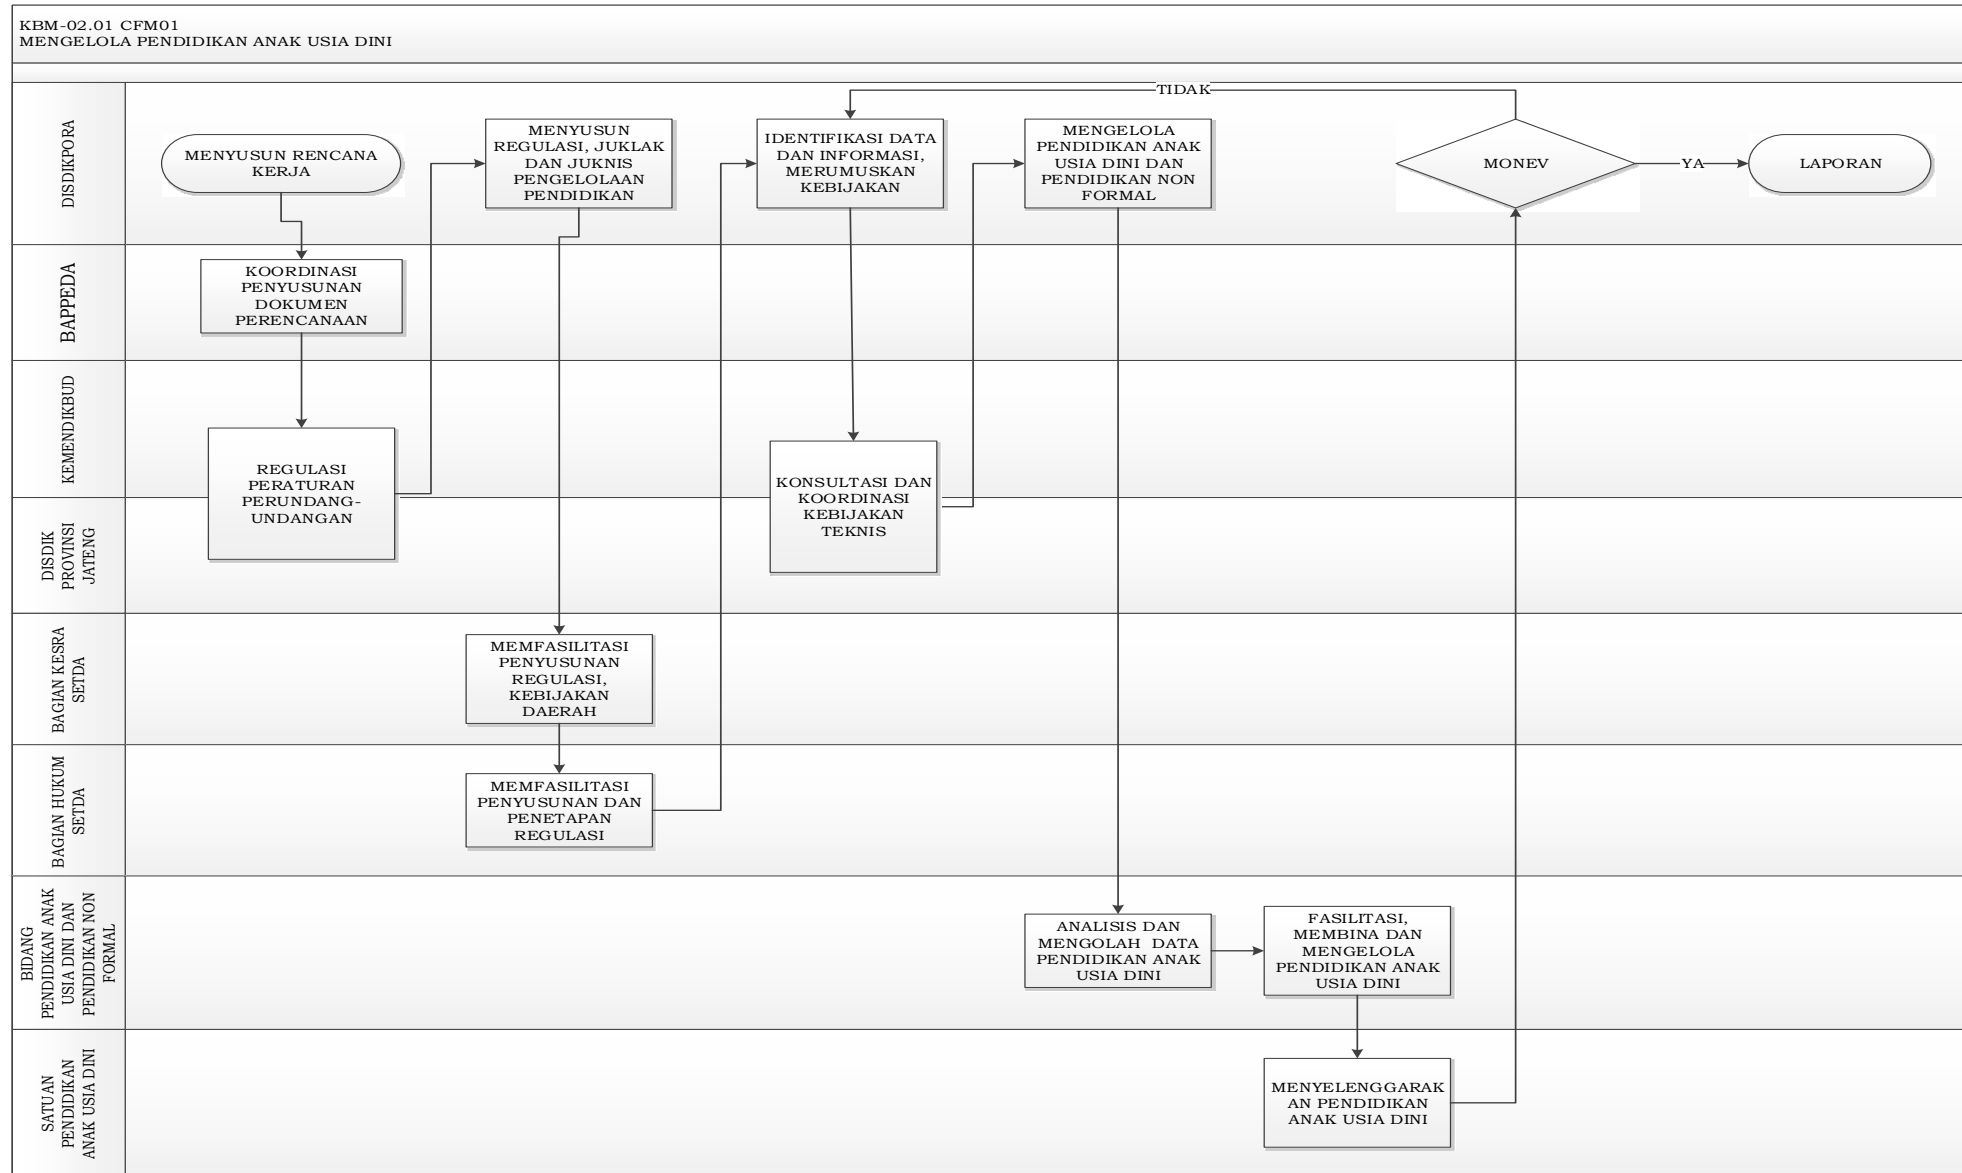 KBM-02.01 CFM01
MENGELOLA PENDIDIKAN ANAK USIA DINI
DISDIKPORA
MENYUSUN RENCANA
KERJA
MENYUSUN
REGULASI, JUKLAK
DAN JUKNIS
PENGELOLAAN
PENDIDIKAN
IDENTIFIKASI DATA
DAN INFORMASI,
MERUMUSKAN
KEBIJAKAN
MENGELOLA
PENDIDIKAN ANAK
USIA DINI DAN
PENDIDIKAN NON
FORMAL
TIDAK
MONEV
YA
LAPORAN
BAPPEDA
KOORDINASI
PENYUSUNAN
DOKUMEN
PERENCANAAN
KEMENDIKBUD
REGULASI
PERATURAN
PERUNDANG-
UNDANGAN
KONSULTASI DAN
KOORDINASI
KEBIJAKAN
TEKNIS
DISDIK
PROVINSI
JATENG
BAGIAN KESRA
SETDA
MEMFASILITASI
PENYUSUNAN
REGULASI,
KEBIJAKAN
DAERAH
BAGIAN HUKUM
SETDA
MEMFASILITASI
PENYUSUNAN DAN
PENETAPAN
REGULASI
BIDANG
PENDIDIKAN ANAK
USIA DINI DAN
PENDIDIKAN NON
FORMAL
ANALISIS DAN
MENGOLAH DATA
PENDIDIKAN ANAK
USIA DINI
FASILITASI,
MEMBINA DAN
MENGELOLA
PENDIDIKAN ANAK
USIA DINI
SATUAN
PENDIDIKAN
ANAK USIA DINI
MENYELENGGARAK
AN PENDIDIKAN
ANAK USIA DINI